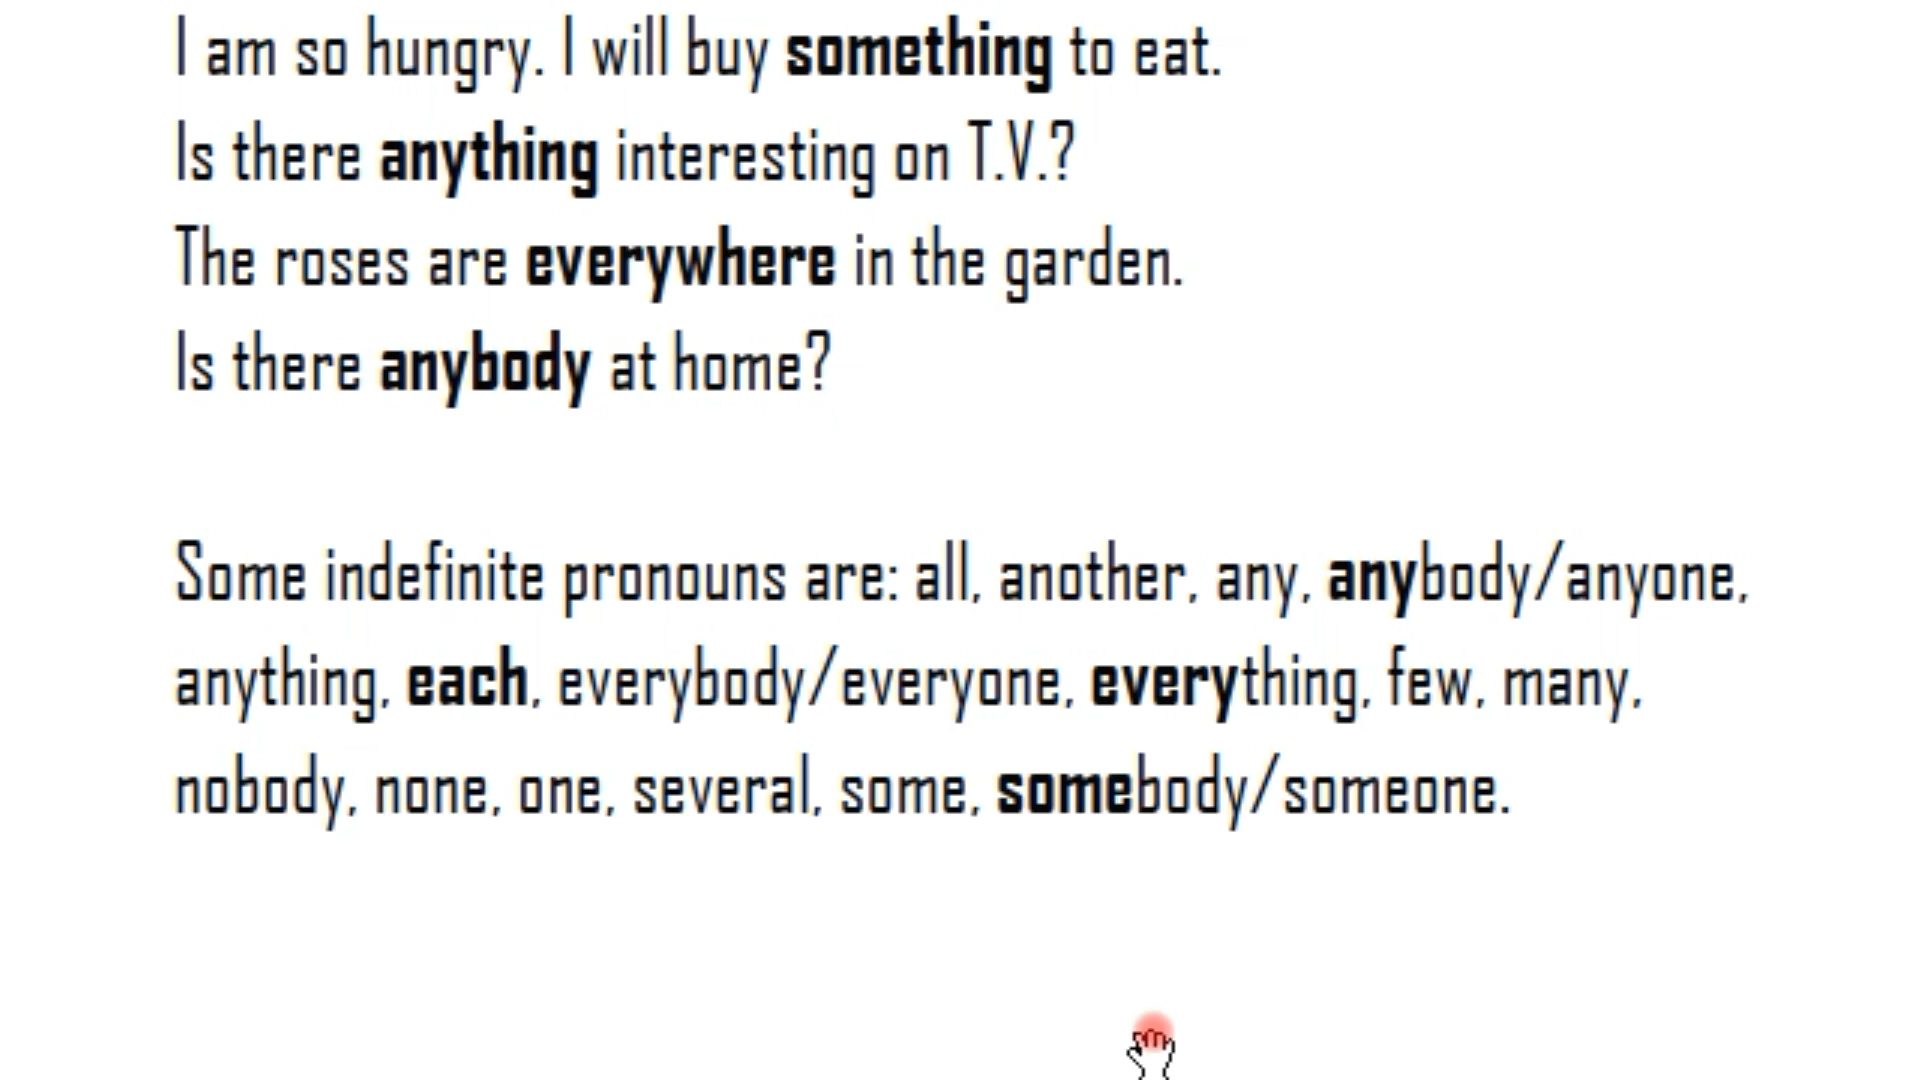 I am so hungry. I will buy something to eat.
Is there anything interesting on T.V.?
The roses are everywhere in the garden.
Is there anybody at home?
Some indefinite pronouns are: all, another, any, anybody/anyone,
anything, each, everybody/everyone, everything, few, many,
nobody, none, one, several, some, somebody/someone.